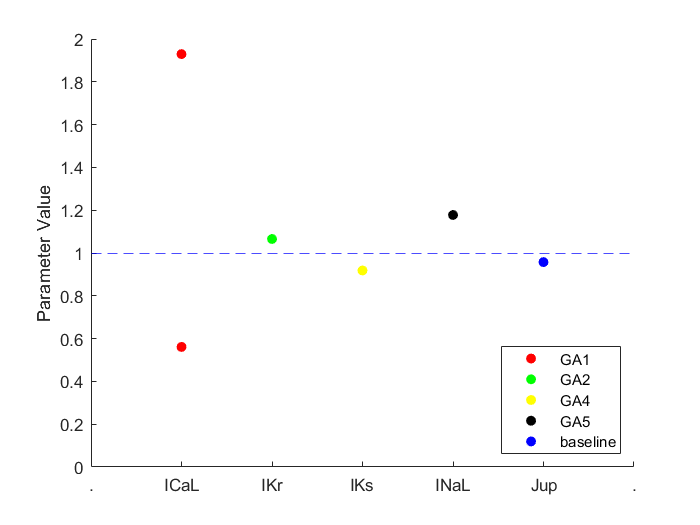 2
1.8
1.6
1.4
1.2
1
0.8
0.6
0.4
0.2
0
Parameter Value
. ICaL IKr IKs INaL Jup .
GA1
GA2
GA4
GA5
baseline